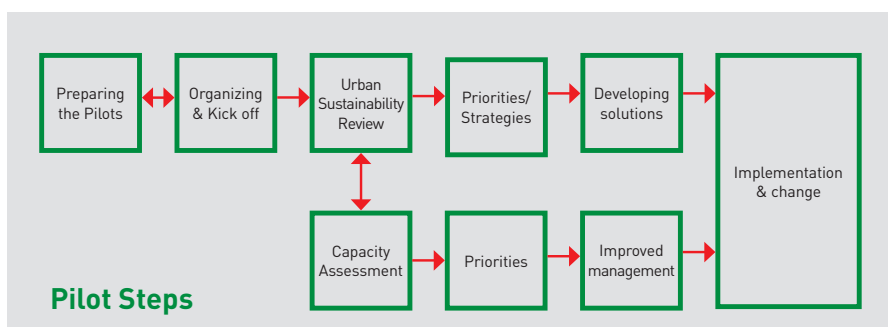 Preparing
the Pilots
Organizing
& Kick off
Urban
Sustainability
Review
Priorities/
Strategies
Developing
solutions
Implementation
& change
Capacity
Assessment
Priorities
Improved
management
Pilot Steps